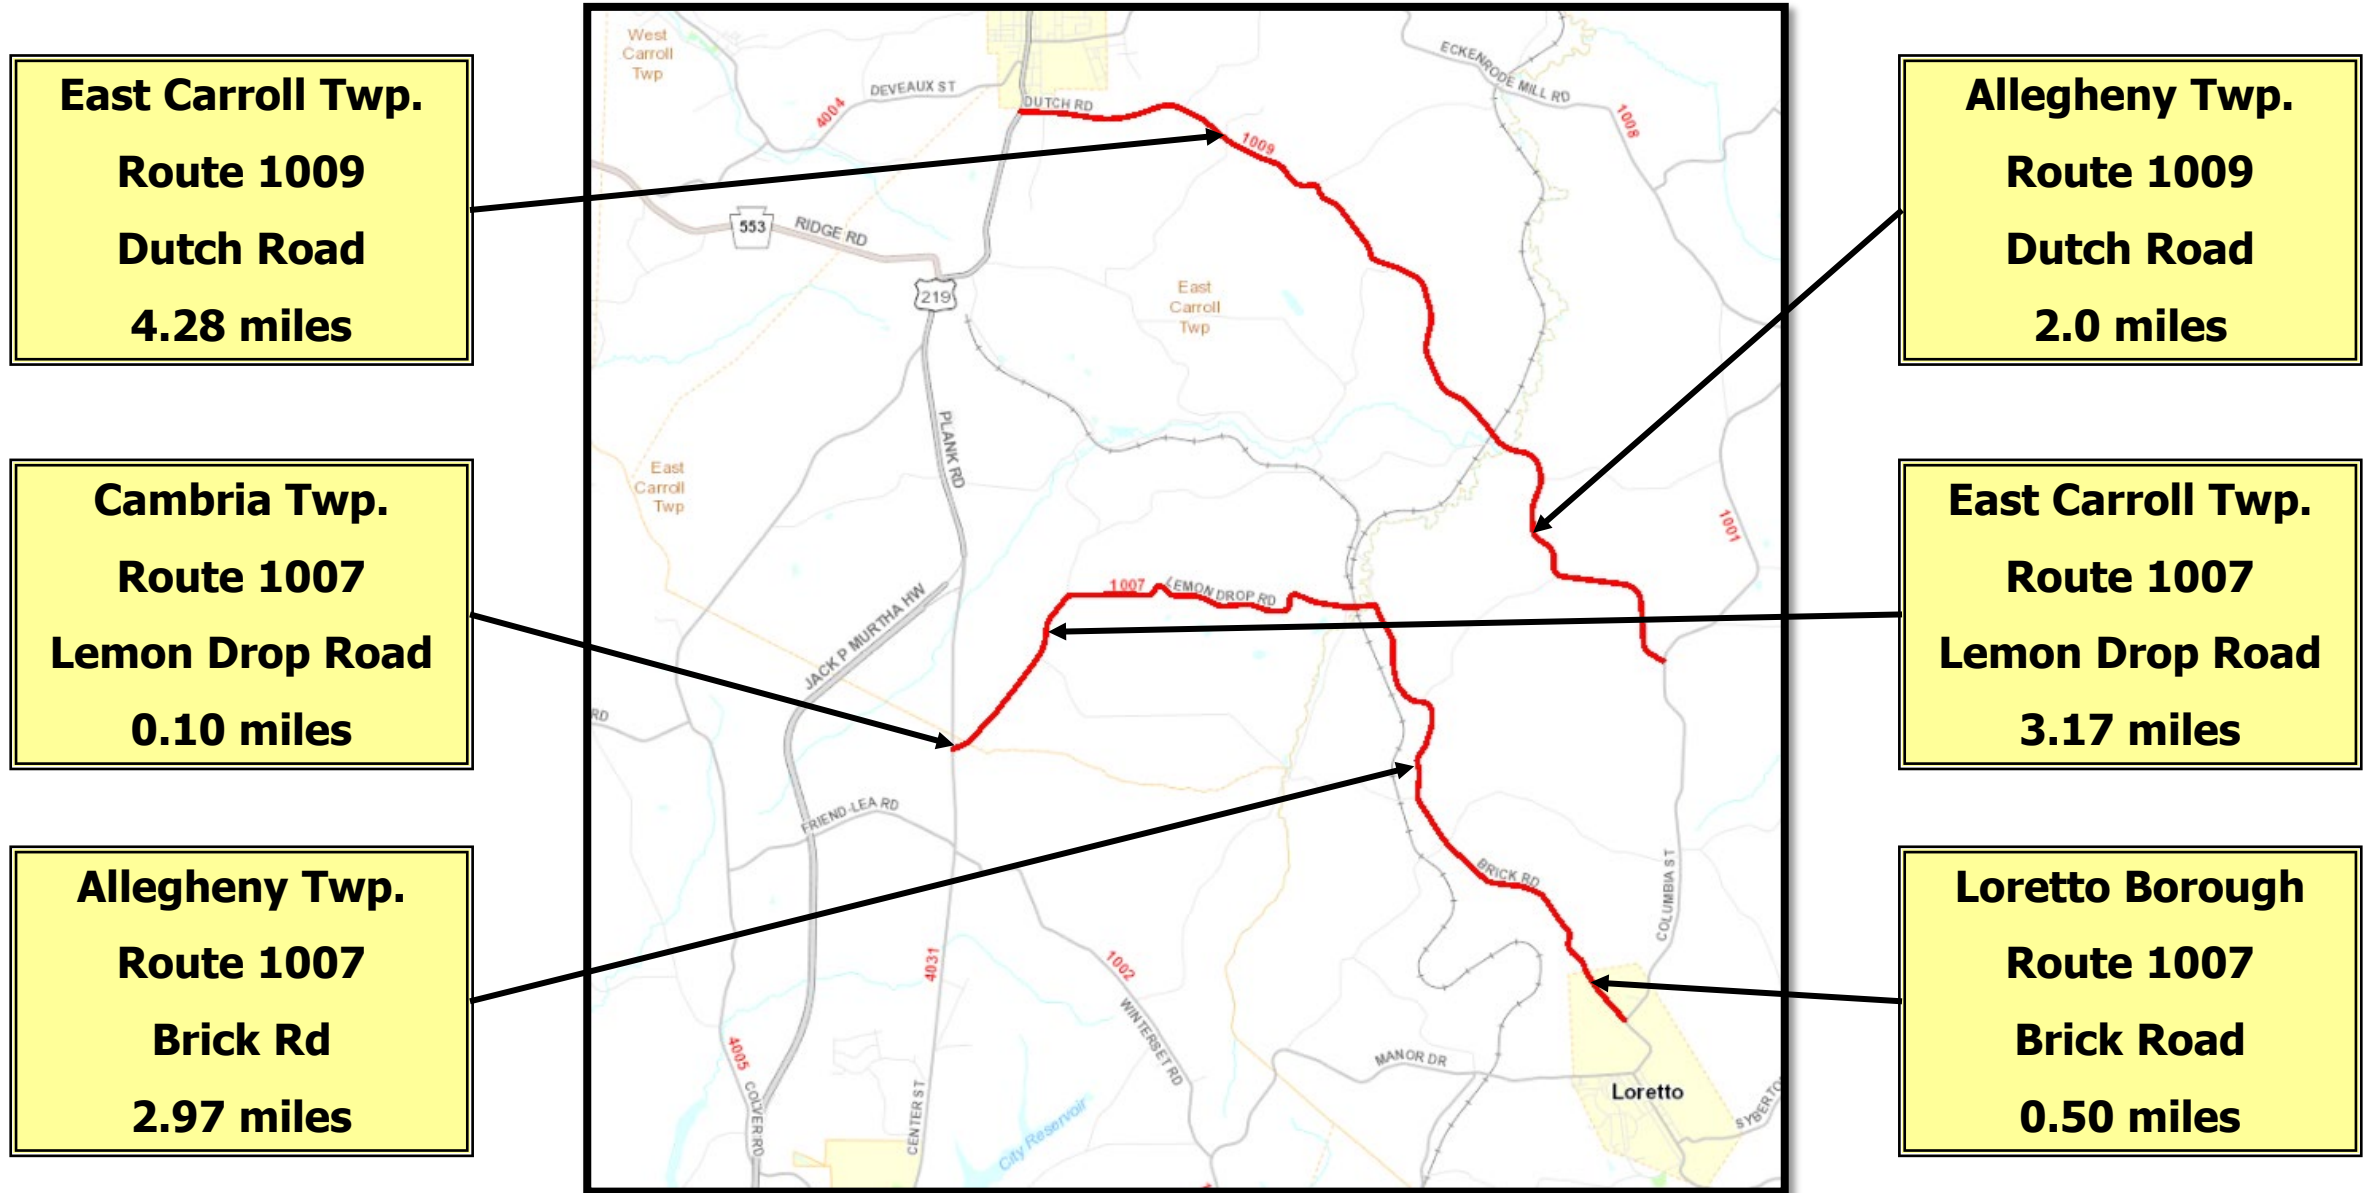 East Carroll Twp.
Route 1009
Dutch Road
4.28 miles
Cambria Twp.
Route 1007
Lemon Drop Road
0.10 miles
Allegheny Twp.
Route 1007
Brick Rd
2.97 miles
West
Carroll
Twp
DEVEAUX ST
4004
DUTCH RD
1009
ECKENRODE MILL RD
1008
553
RIDGE RD
219
East
Carroll
Twp
PLANK RD
East
Carroll
Twp
1001
JACK P MURTHA HW
1007
LEMON DROP RD
RD
FRIEND-LEA RD
BRICK RD
COLUMBIA ST
4031
1002
WINTERSET RD
4005
COLVER RD
CENTER ST
City Reservoir
MANOR DR
Loretto
Allegheny Twp.
Route 1009
Dutch Road
2.0 miles
East Carroll Twp.
Route 1007
Lemon Drop Road
3.17 miles
Loretto Borough
Route 1007
Brick Road
0.50 miles